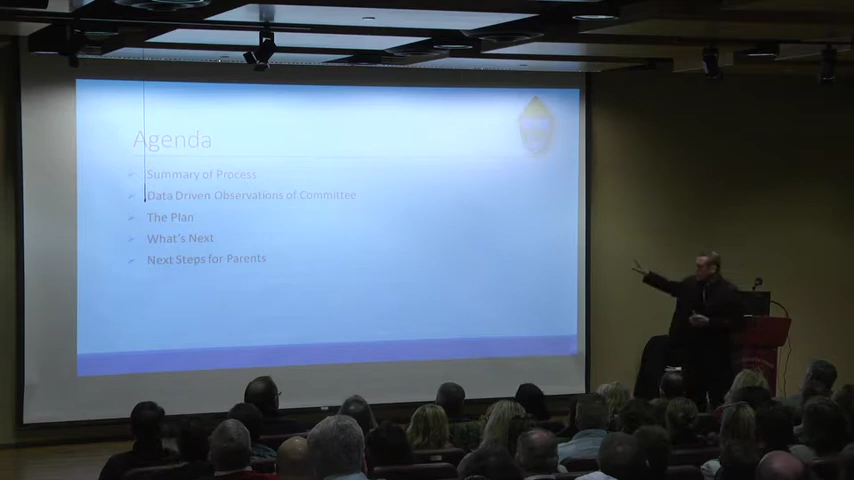 Agenda
Summary of Process
Data Driven Observations of Committee
The Plan
What's Next
Next Steps for Parents